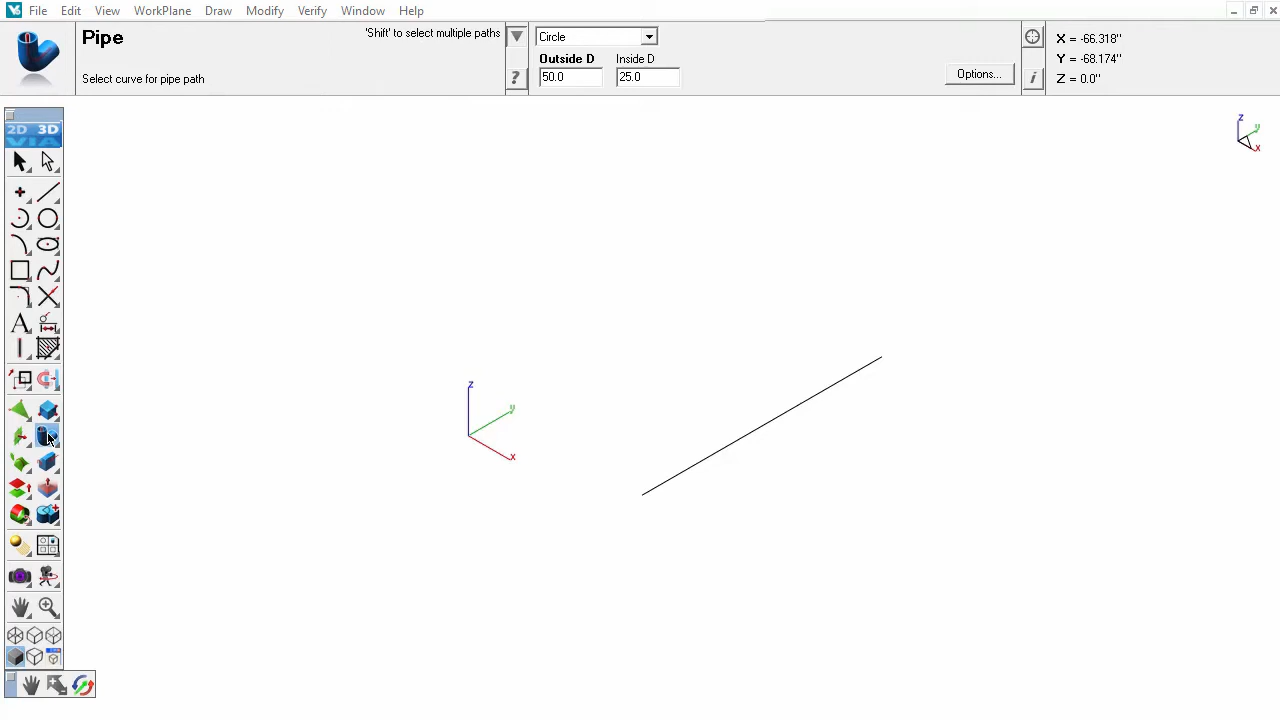 File Edit View WorkPlane Draw Modify Verify Window Help
Pipe
'Shift' to select multiple paths
Select curve for pipe path
?
Circle
Outside D Inside D
50.0 25.0
Options...
i
X = -66.318"
Y = -68.174"
Z = 0.0"
2D 3D
VIA
A
z
y
x
z
y
x